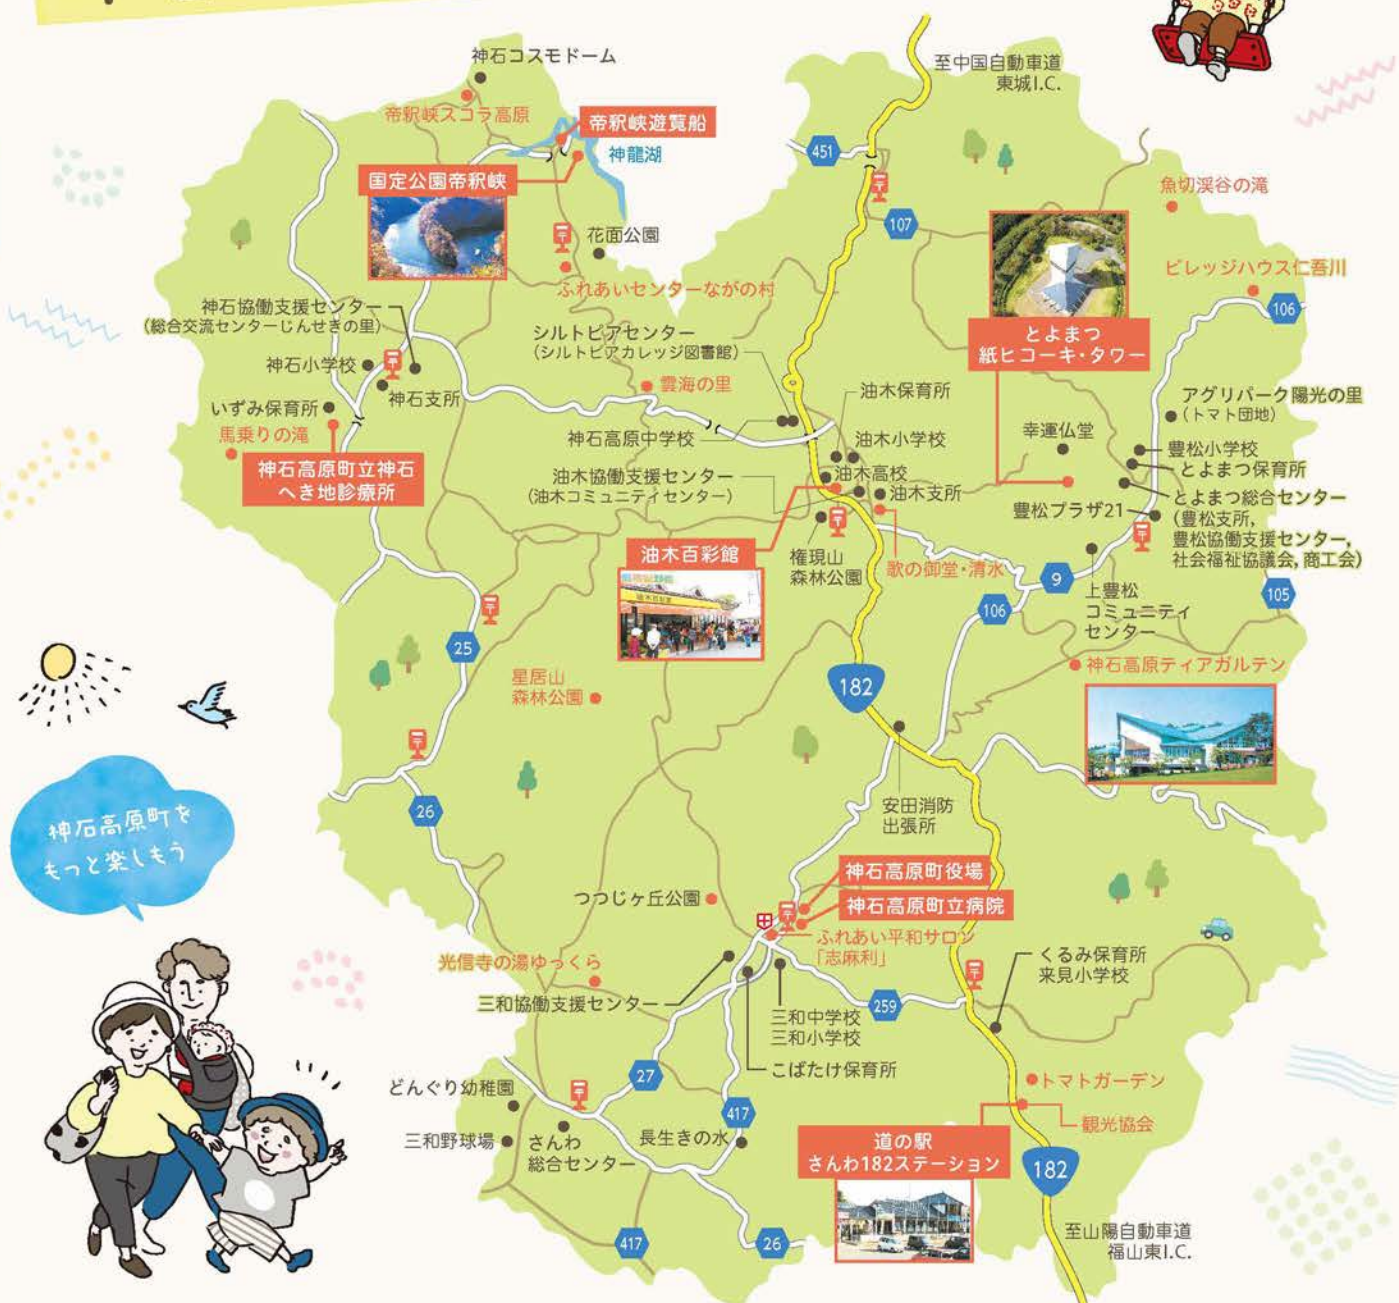 神石コスモドーム
帝釈峡スコラ高原
帝釈峡遊覧船
神龍湖
国定公園帝釈峡
至中国自動車道
東城I.C.
451
107
魚切渓谷の滝
ビレッジハウス仁吾川
106
花面公園
ふれあいセンターながの村
神石協働支援センター
(総合交流センターじんせきの里)
神石小学校
神石支所
いずみ保育所
馬乗りの滝
神石高原町立神石
へき地診療所
シルトピアセンター
(シルトピアカレッジ図書館)
雲海の里
神石高原中学校
油木協働支援センター
(油木コミュニティセンター)
油木保育所
油木小学校
油木高校
油木支所
とよまつ
紙ヒコーキ・タワー
アグリパーク陽光の里
(トマト団地)
幸運仏堂
豊松小学校
とよまつ保育所
とよまつ総合センター
(豊松支所,
豊松協働支援センター,
社会福祉協議会, 商工会)
豊松プラザ21
油木百彩館
権現山
森林公園
歌の御堂・清水
9
106
105
上豊松
コミュニティ
センター
神石高原ティアガルテン
25
星居山
森林公園
182
26
安田消防
出張所
神石高原町を
もっと楽しもう
神石高原町役場
神石高原町立病院
つつじヶ丘公園
ふれあい平和サロン
「志麻利」
光信寺の湯ゆっくら
三和協働支援センター
くるみ保育所
来見小学校
259
三和中学校
三和小学校
こばたけ保育所
27
どんぐり幼稚園
417
トマトガーデン
観光協会
三和野球場
さんわ
総合センター
長生きの水
道の駅
さんわ182ステーション
182
417
26
至山陽自動車道
福山東I.C.